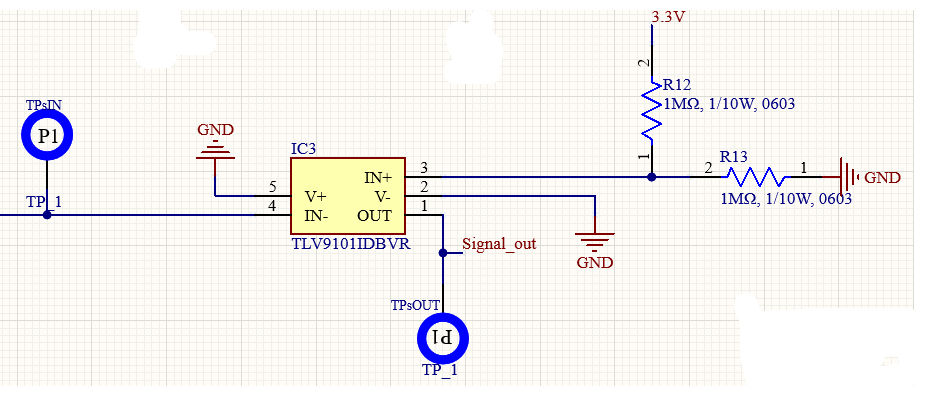 3.3V
2
R12
1MΩ, 1/10W, 0603
1
TPsIN
P1
TP_1
GND
IC3
5
V+
4
IN-
IN+
3
V-
2
OUT
1
TLV9101IDBVR
R13
2
1
GND
1MΩ, 1/10W, 0603
Signal_out
GND
TPsOUT
P1
TP_1